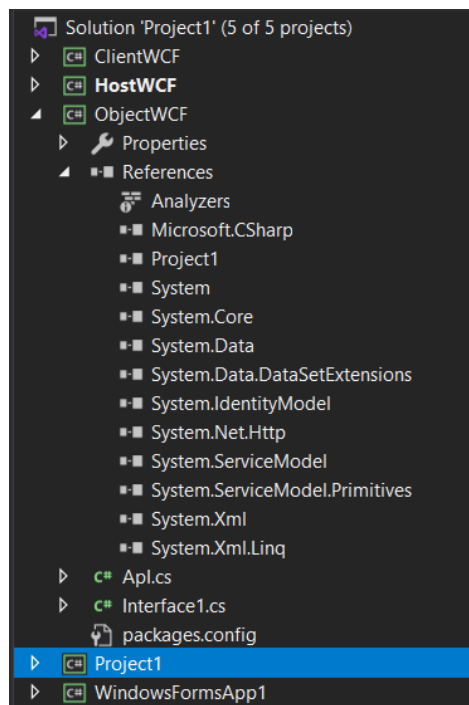 Solution 'Project1' (5 of 5 projects)
C# ClientWCF
C# HostWCF
C# ObjectWCF
Properties
References
Analyzers
Microsoft.CSharp
Project1
System
System.Core
System.Data
System.Data.DataSetExtensions
System.IdentityModel
System.Net.Http
System.ServiceModel
System.ServiceModel.Primitives
System.Xml
System.Xml.Linq
C# ApI.cs
C# Interface1.cs
packages.config
C# Project1
C# WindowsFormsApp1